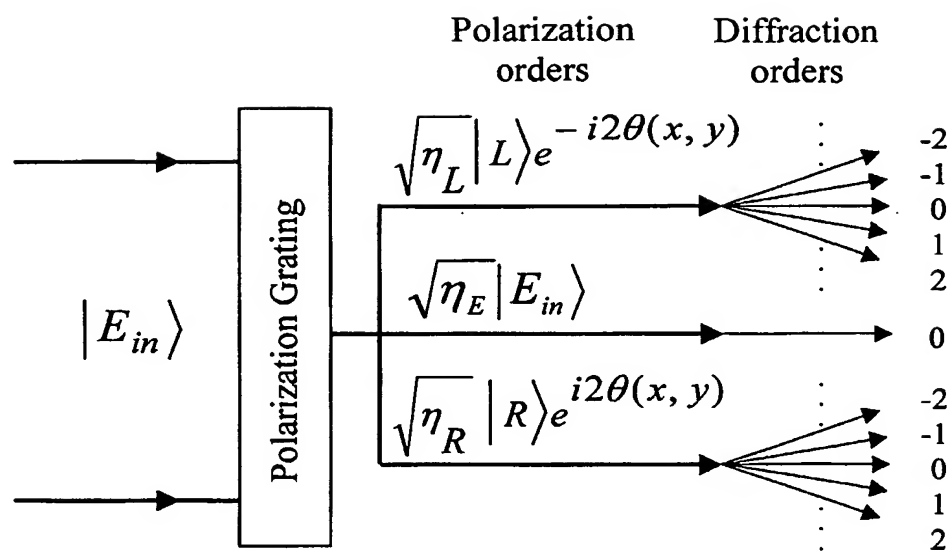 Polarization orders
Diffraction orders
√η_L |L⟩e^{-i2θ(x, y)}
-2
-1
0
1
2
|E_in⟩
Polarization Grating
√η_E |E_in⟩
0
√η_R |R⟩e^{i2θ(x, y)}
-2
-1
0
1
2